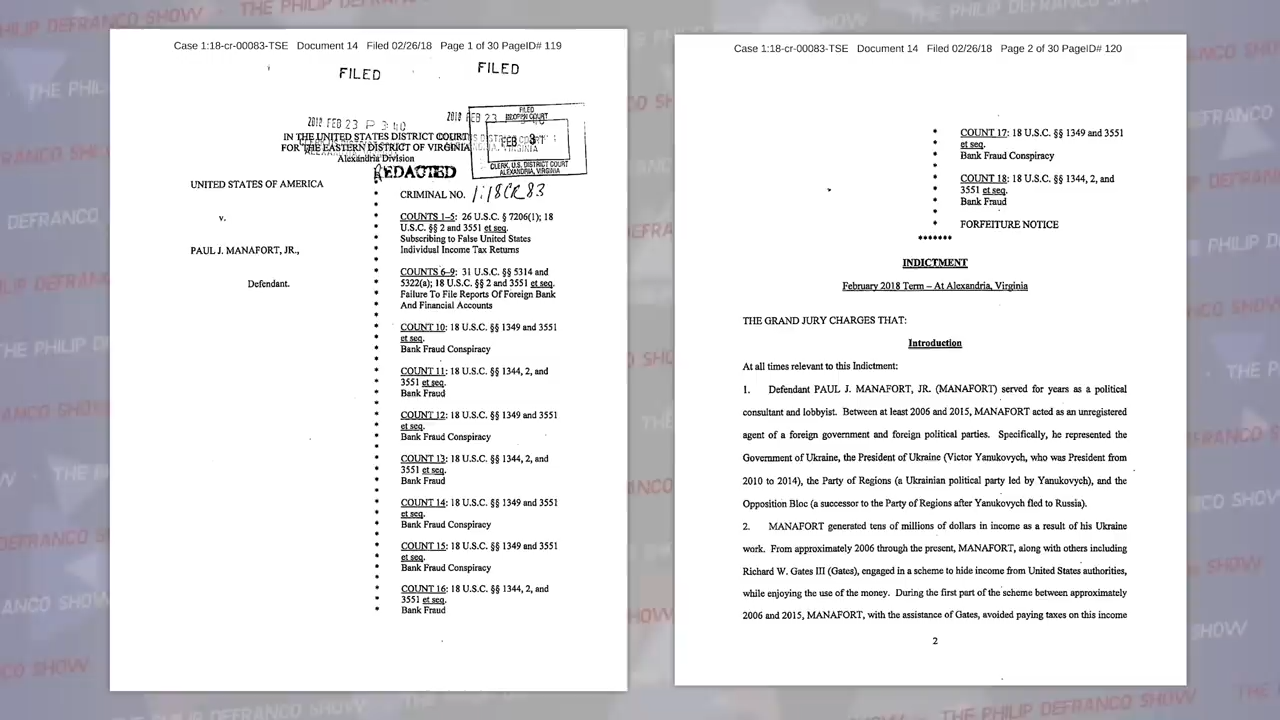 Case 1:18-cr-00083-TSE Document 14 Filed 02/26/18 Page 1 of 30 PageID# 119
FILED
FILED
2018 FEB 23 P 3:40
IN THE UNITED STATES DISTRICT COURT
FOR THE EASTERN DISTRICT OF VIRGINIA
Alexandria Division
FILED
CLERK, U.S. DISTRICT COURT
ALEXANDRIA, VIRGINIA
REDACTED
UNITED STATES OF AMERICA
v.
PAUL J. MANAFORT, JR.,
Defendant.
CRIMINAL NO. 1:18CR83
COUNTS 1–5: 26 U.S.C. § 7206(1); 18
U.S.C. §§ 2 and 3551 et seq.
Subscribing to False United States
Individual Income Tax Returns
COUNTS 6–9: 31 U.S.C. §§ 5314 and
5322(a); 18 U.S.C. §§ 2 and 3551 et seq.
Failure To File Reports Of Foreign Bank
And Financial Accounts
COUNT 10: 18 U.S.C. §§ 1349 and 3551
et seq.
Bank Fraud Conspiracy
COUNT 11: 18 U.S.C. §§ 1344, 2, and
3551 et seq.
Bank Fraud
COUNT 12: 18 U.S.C. §§ 1349 and 3551
et seq.
Bank Fraud Conspiracy
COUNT 13: 18 U.S.C. §§ 1344, 2, and
3551 et seq.
Bank Fraud
COUNT 14: 18 U.S.C. §§ 1349 and 3551
et seq.
Bank Fraud Conspiracy
COUNT 15: 18 U.S.C. §§ 1349 and 3551
et seq.
Bank Fraud Conspiracy
COUNT 16: 18 U.S.C. §§ 1344, 2, and
3551 et seq.
Bank Fraud
Case 1:18-cr-00083-TSE Document 14 Filed 02/26/18 Page 2 of 30 PageID# 120
COUNT 17: 18 U.S.C. §§ 1349 and 3551
et seq.
Bank Fraud Conspiracy
COUNT 18: 18 U.S.C. §§ 1344, 2, and
3551 et seq.
Bank Fraud
FORFEITURE NOTICE
*******
INDICTMENT
February 2018 Term – At Alexandria, Virginia
THE GRAND JURY CHARGES THAT:
Introduction
At all times relevant to this Indictment:
1. Defendant PAUL J. MANAFORT, JR. (MANAFORT) served for years as a political
consultant and lobbyist. Between at least 2006 and 2015, MANAFORT acted as an unregistered
agent of a foreign government and foreign political parties. Specifically, he represented the
Government of Ukraine, the President of Ukraine (Victor Yanukovych, who was President from
2010 to 2014), the Party of Regions (a Ukrainian political party led by Yanukovych), and the
Opposition Bloc (a successor to the Party of Regions after Yanukovych fled to Russia).
2. MANAFORT generated tens of millions of dollars in income as a result of his Ukraine
work. From approximately 2006 through the present, MANAFORT, along with others including
Richard W. Gates III (Gates), engaged in a scheme to hide income from United States authorities,
while enjoying the use of the money. During the first part of the scheme between approximately
2006 and 2015, MANAFORT, with the assistance of Gates, avoided paying taxes on this income
2
THE PHILIP DEFRANCO SHOW